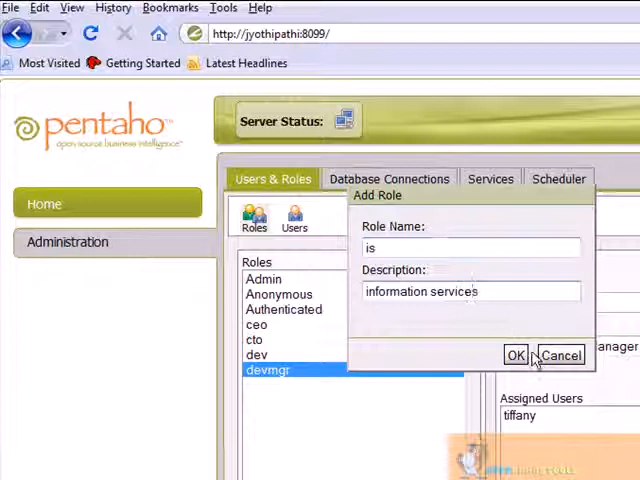 File Edit View History Bookmarks Tools Help
http://jyothipathi:8099/
Most Visited Getting Started Latest Headlines
pentaho
open source business intelligence
Server Status:
Home
Administration
Users & Roles Database Connections Services Scheduler
Roles Users
Roles
Admin
Anonymous
Authenticated
ceo
cto
dev
devmgr
Add Role
Role Name:
is
Description:
information services
OK Cancel
anager
Assigned Users
tiffany